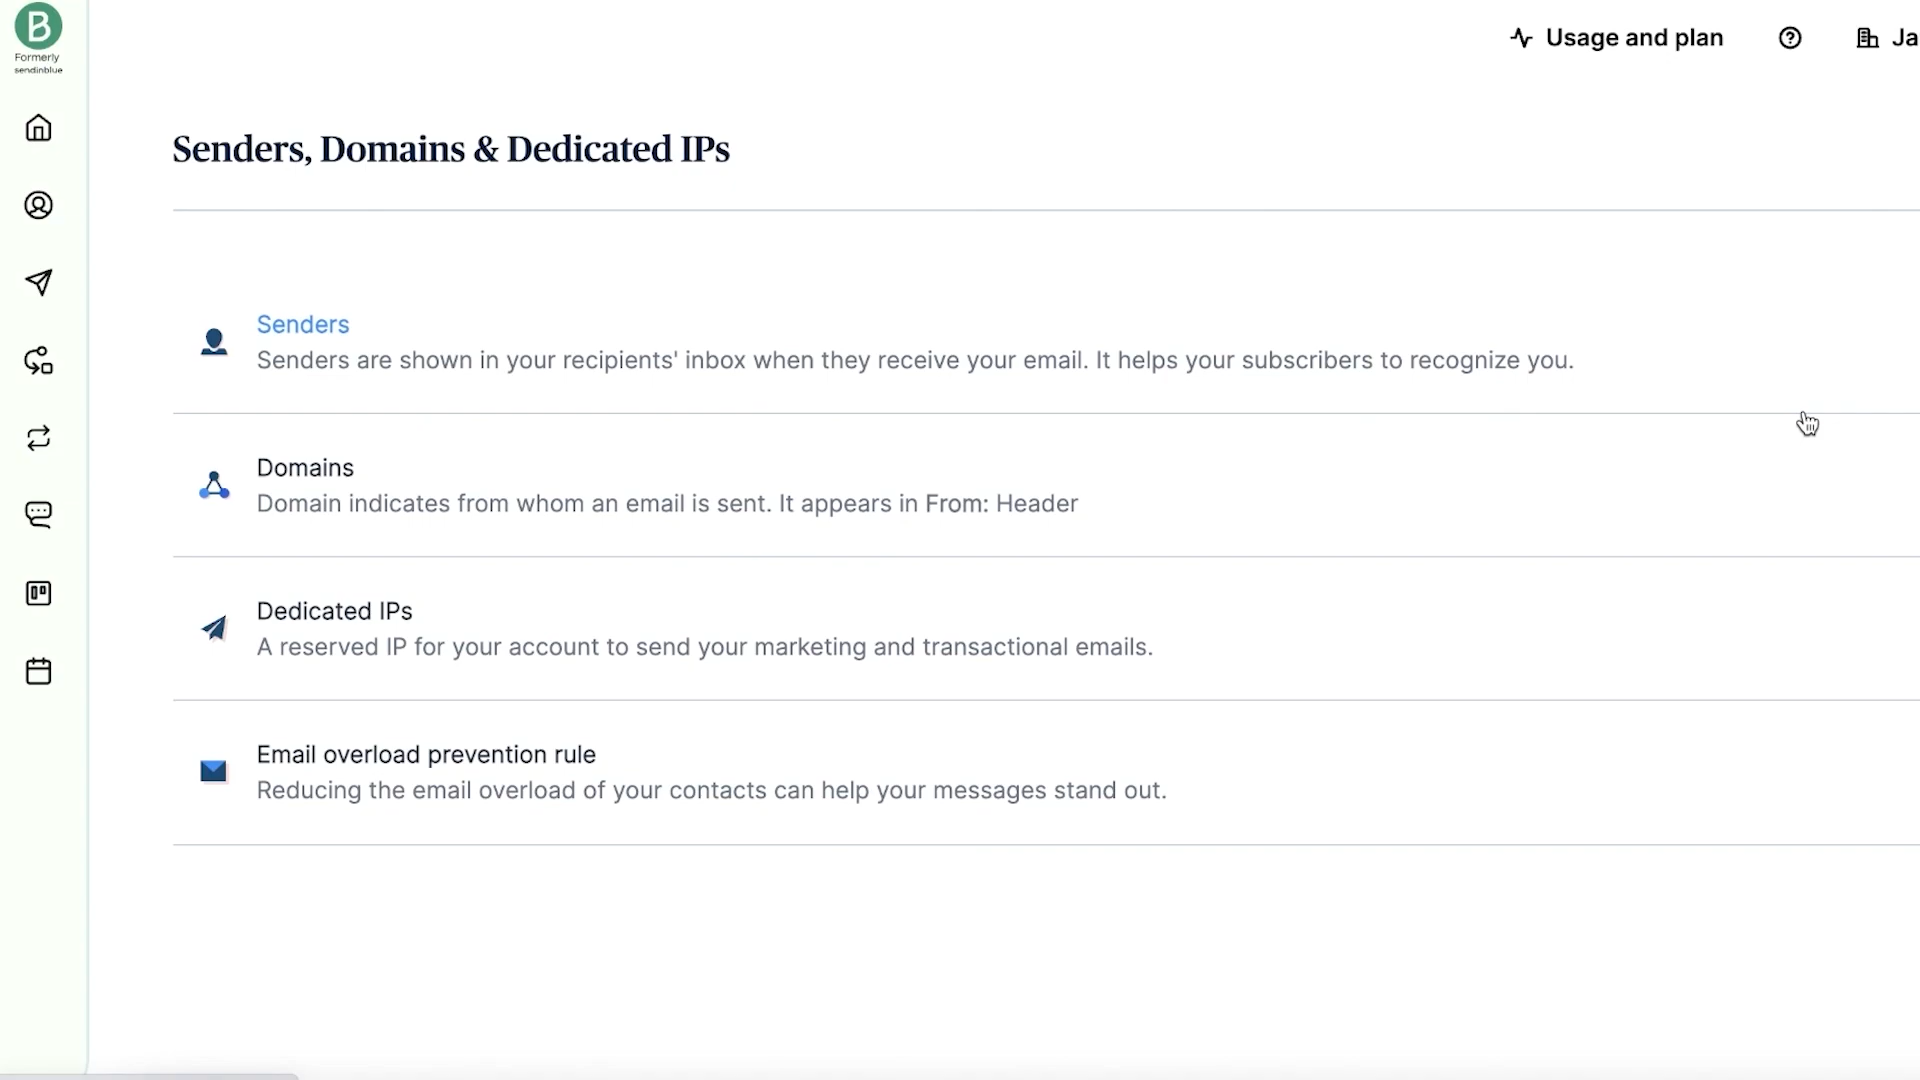 B
Formerly
sendinblue
Usage and plan
Ja
Senders, Domains & Dedicated IPs
Senders
Senders are shown in your recipients' inbox when they receive your email. It helps your subscribers to recognize you.
Domains
Domain indicates from whom an email is sent. It appears in From: Header
Dedicated IPs
A reserved IP for your account to send your marketing and transactional emails.
Email overload prevention rule
Reducing the email overload of your contacts can help your messages stand out.